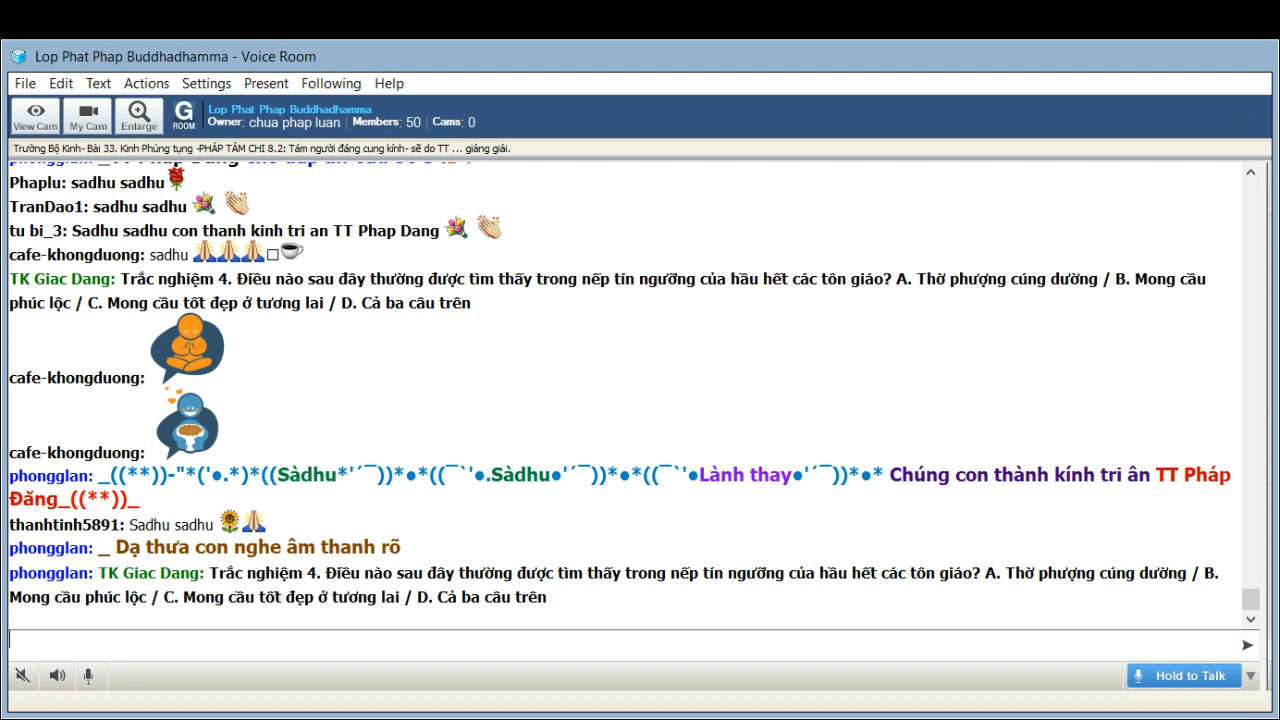 Lop Phat Phap Buddhadhamma - Voice Room
File Edit Text Actions Settings Present Following Help
View Cam My Cam Enlarge G ROOM Lop Phat Phap Buddhadhamma
Owner: chua phap luan | Members: 50 | Cams: 0
Trường Bộ Kinh- Bài 33. Kinh Phúng tụng -PHÁP TÁM CHI 8.2: Tám người đáng cung kính- sẽ do TT ... giảng giải.
Phaplu: sadhu sadhu
TranDao1: sadhu sadhu
tu bi_3: Sadhu sadhu con thanh kinh tri an TT Phap Dang
cafe-khongduong: sadhu
TK Giac Dang: Trắc nghiệm 4. Điều nào sau đây thường được tìm thấy trong nếp tín ngưỡng của hầu hết các tôn giáo? A. Thờ phượng cúng dường / B. Mong cầu
phúc lộc / C. Mong cầu tốt đẹp ở tương lai / D. Cả ba câu trên
cafe-khongduong:
cafe-khongduong:
phongglan: _((**))-"*('●.*)*((Sàdhu*'´¯))*●*((¯`'●.Sàdhu●'´¯))*●*((¯`'●Lành thay●'´¯))*●* Chúng con thành kính tri ân TT Pháp
Đăng_((**))_
thanhtinh5891: Sadhu sadhu
phongglan: _ Dạ thưa con nghe âm thanh rõ
phongglan: TK Giac Dang: Trắc nghiệm 4. Điều nào sau đây thường được tìm thấy trong nếp tín ngưỡng của hầu hết các tôn giáo? A. Thờ phượng cúng dường / B.
Mong cầu phúc lộc / C. Mong cầu tốt đẹp ở tương lai / D. Cả ba câu trên
Hold to Talk